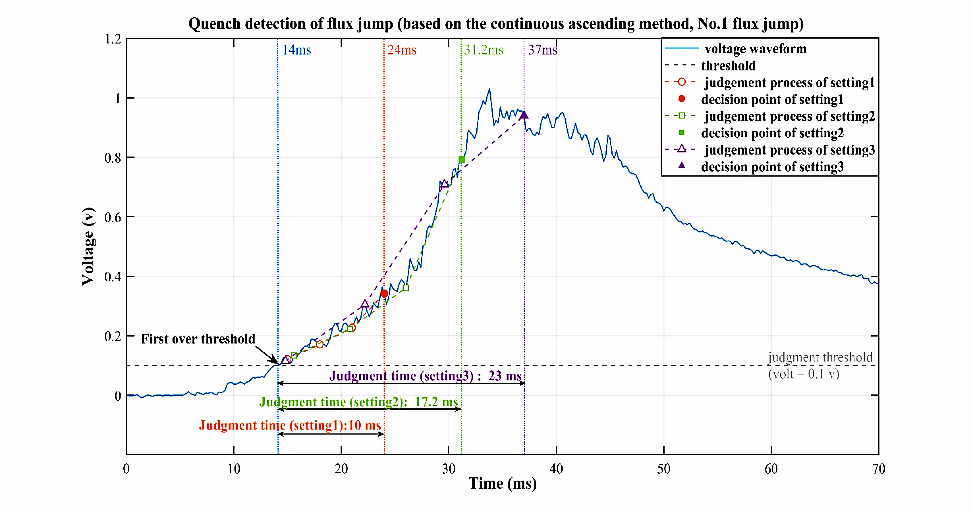 Quench detection of flux jump (based on the continuous ascending method, No.1 flux jump)
14ms
24ms
31.2ms
37ms
voltage waveform
threshold
judgement process of setting1
decision point of setting1
judgement process of setting2
decision point of setting2
judgement process of setting3
decision point of setting3
1.2
1
0.8
0.6
0.4
0.2
0
Voltage (v)
First over threshold
judgment threshold
(volt = 0.1 v)
Judgment time (setting3) : 23 ms
Judgment time (setting2): 17.2 ms
Judgment time (setting1):10 ms
0
10
20
30
40
50
60
70
Time (ms)